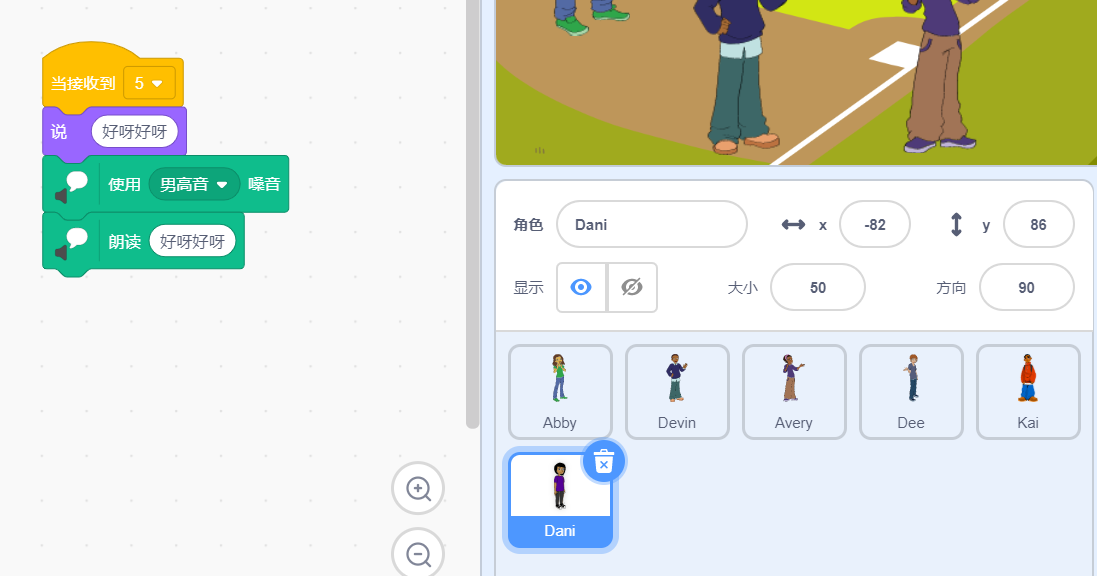 当接收到 5
说 好呀好呀
使用 男高音 嗓音
朗读 好呀好呀
角色 Dani x -82 y 86
显示 大小 50 方向 90
Abby Devin Avery Dee Kai
Dani